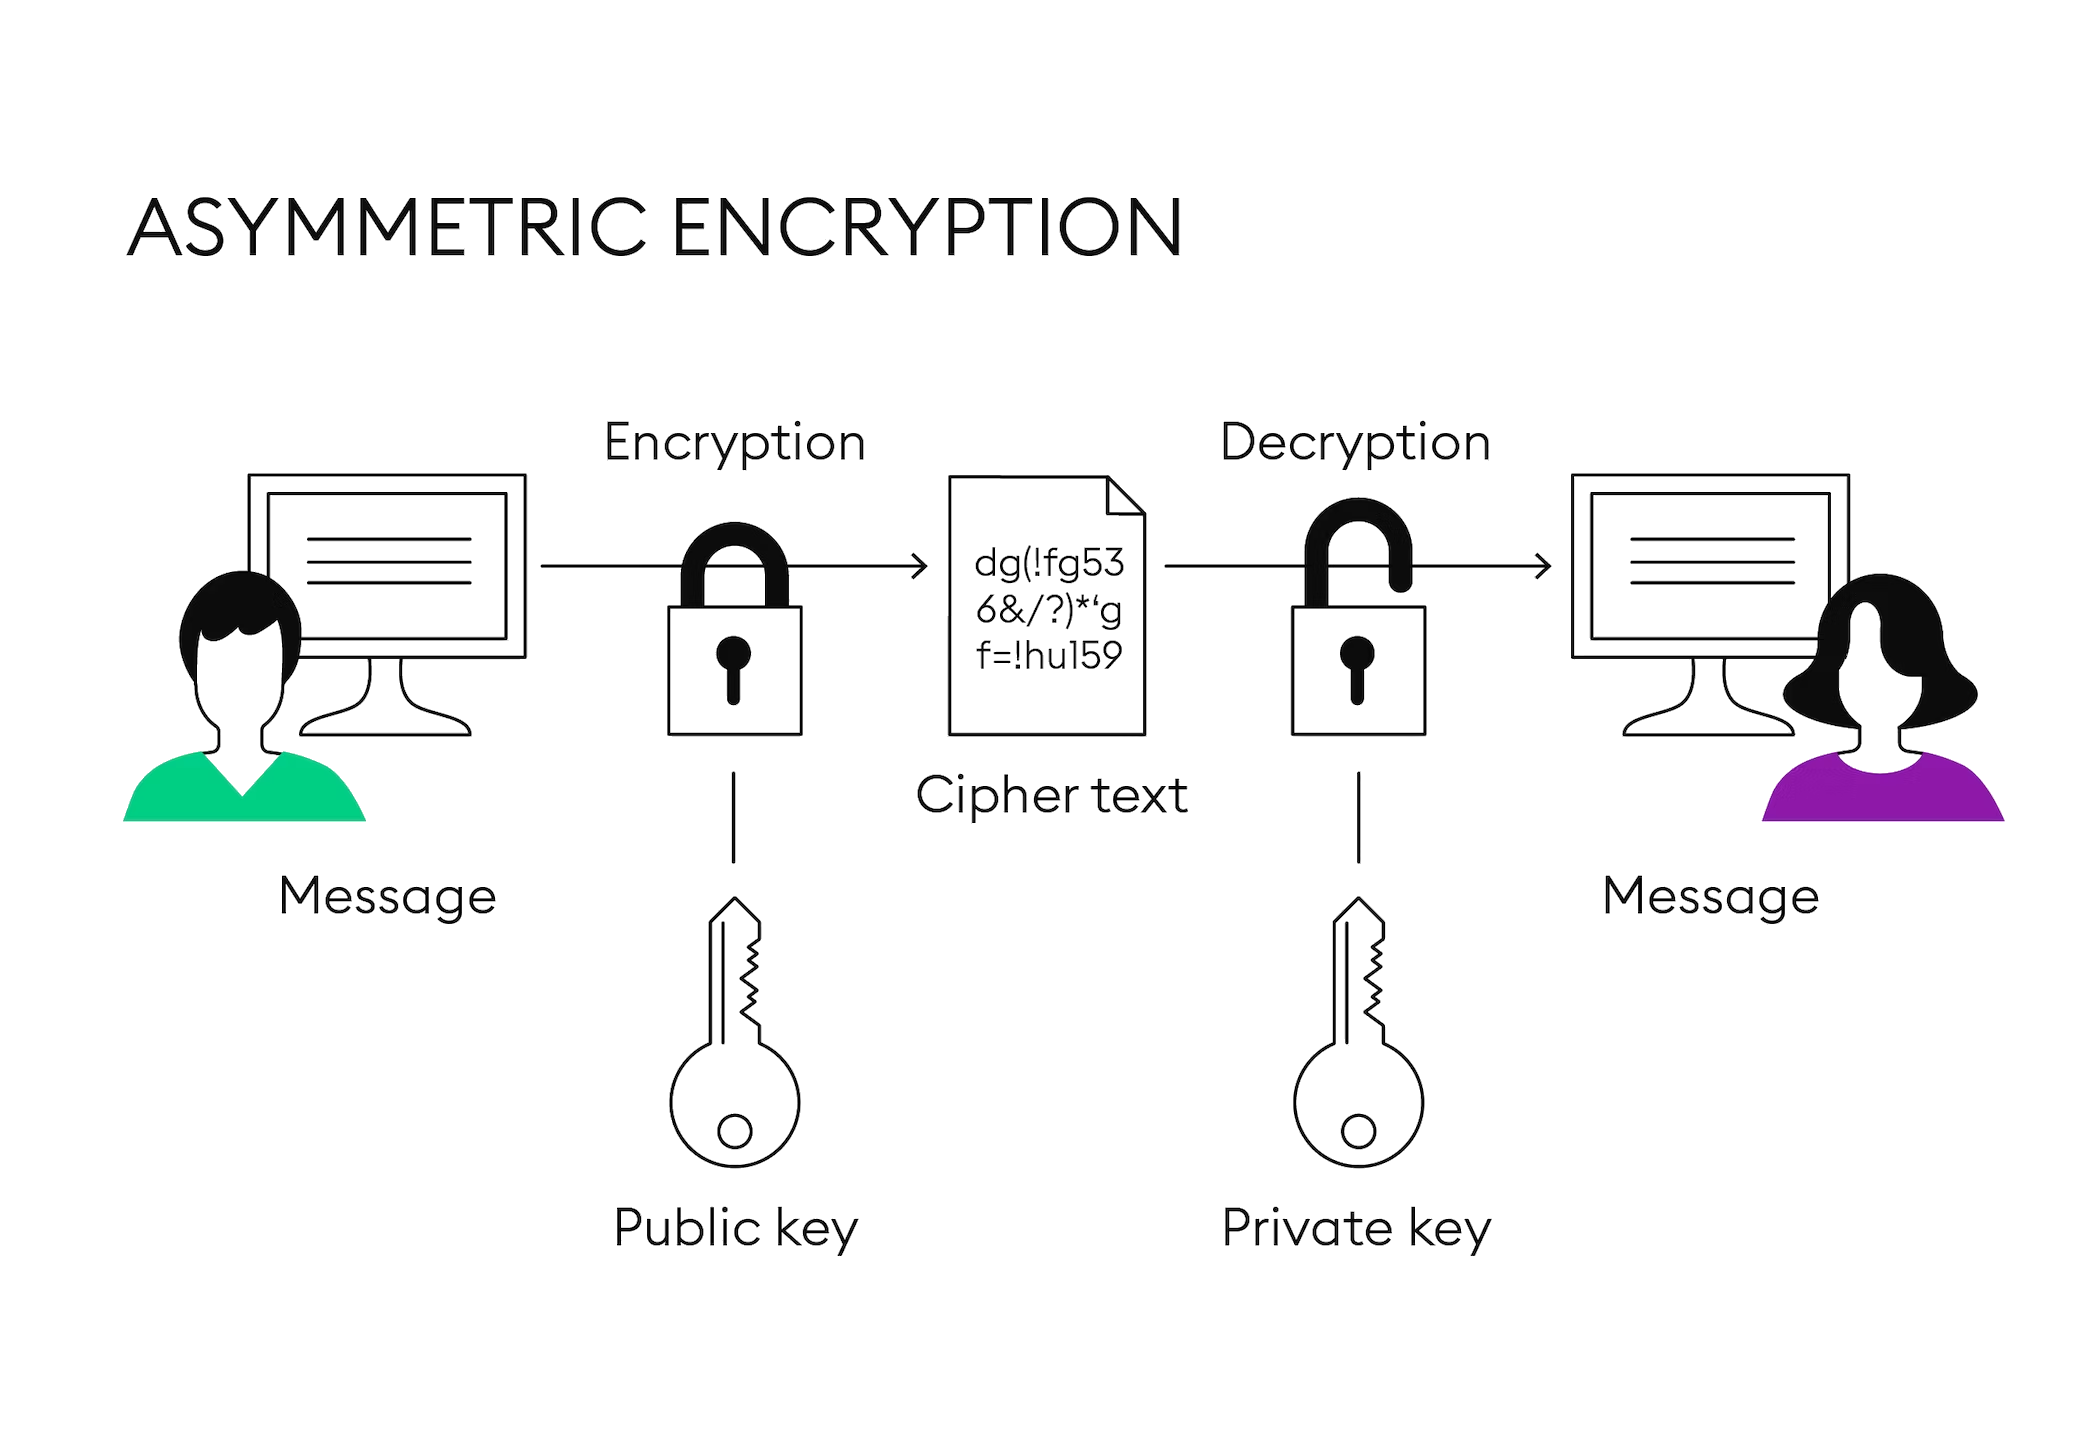 ASYMMETRIC ENCRYPTION
Encryption
Decryption
dg(!fg53
6&/?)*‘g
f=!hu159
Cipher text
Message
Message
Public key
Private key